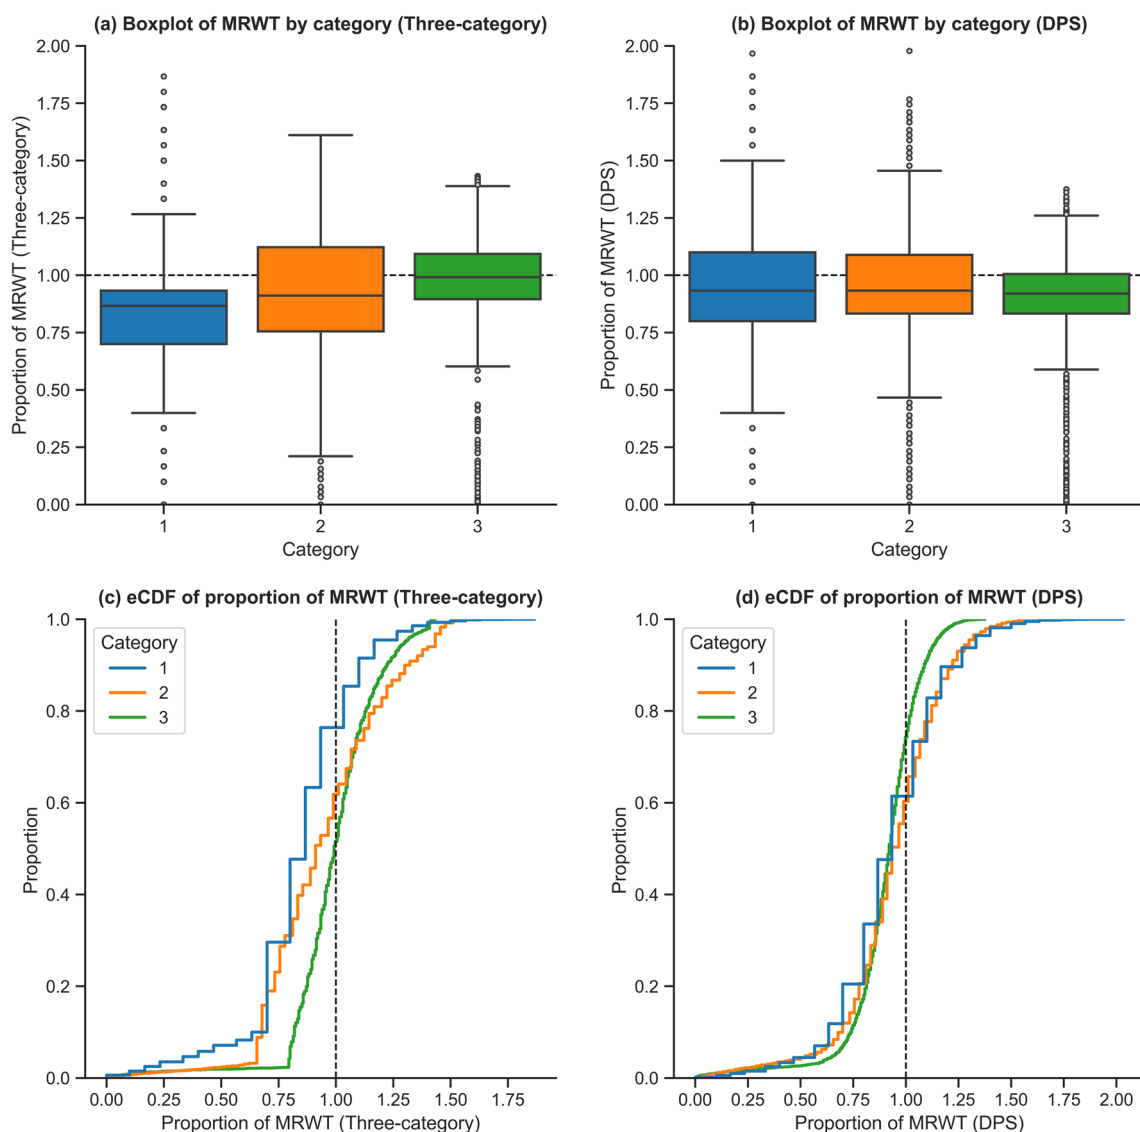 (a) Boxplot of MRWT by category (Three-category)
Proportion of MRWT (Three-category)
2.00
1.75
1.50
1.25
1.00
0.75
0.50
0.25
0.00
1 2 3
Category
(b) Boxplot of MRWT by category (DPS)
Proportion of MRWT (DPS)
2.00
1.75
1.50
1.25
1.00
0.75
0.50
0.25
0.00
1 2 3
Category
(c) eCDF of proportion of MRWT (Three-category)
Proportion
1.0
0.8
0.6
0.4
0.2
0.0
Category
1
2
3
0.00 0.25 0.50 0.75 1.00 1.25 1.50 1.75
Proportion of MRWT (Three-category)
(d) eCDF of proportion of MRWT (DPS)
Proportion
1.0
0.8
0.6
0.4
0.2
0.0
Category
1
2
3
0.00 0.25 0.50 0.75 1.00 1.25 1.50 1.75 2.00
Proportion of MRWT (DPS)